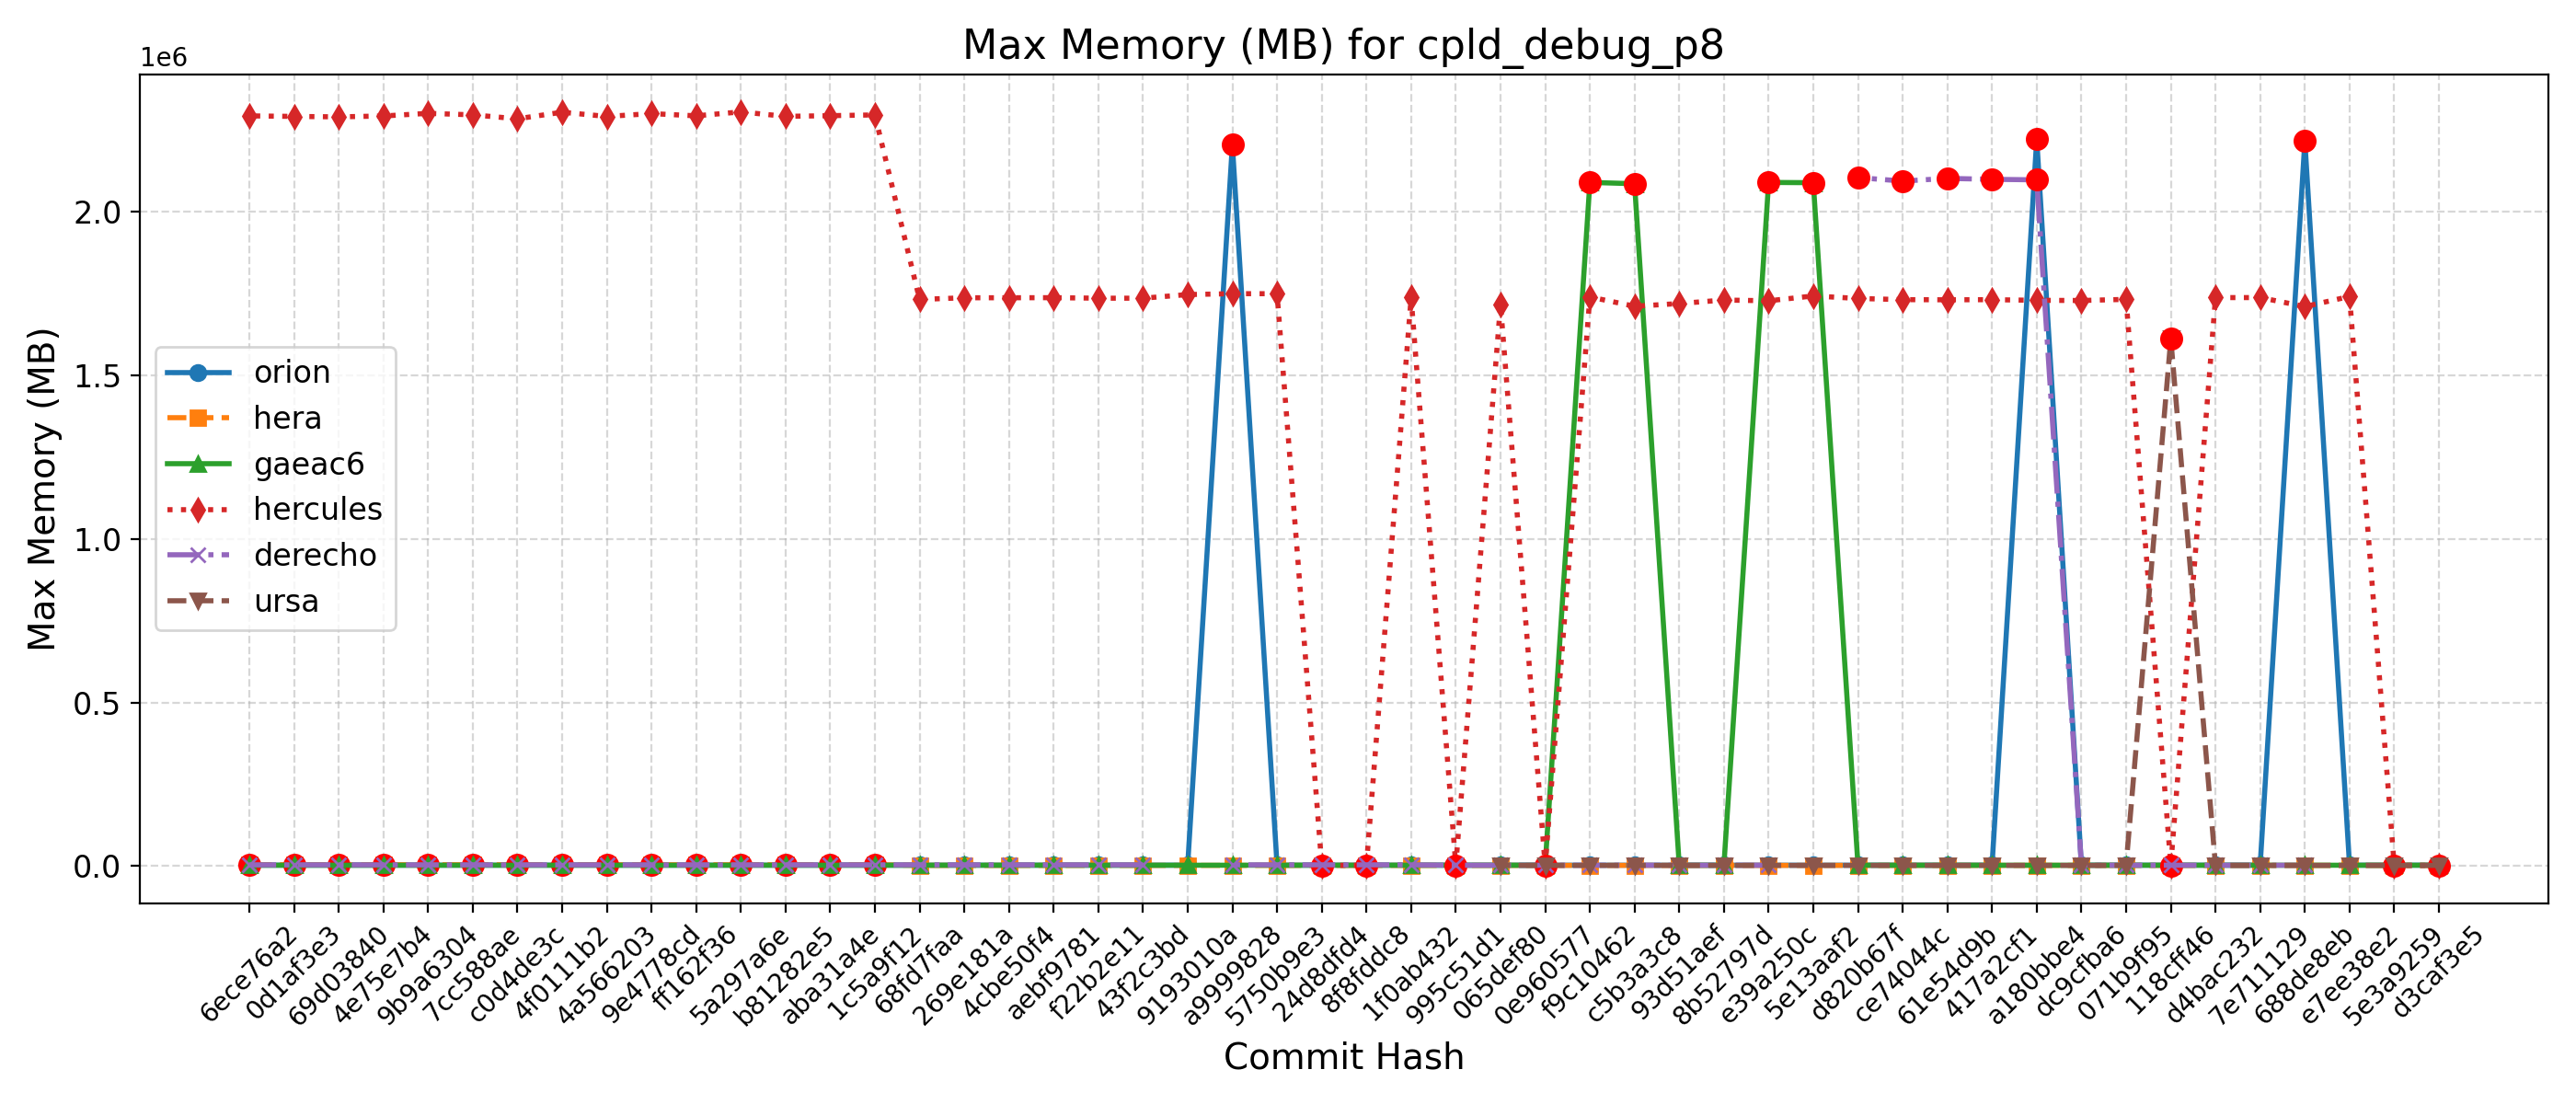 Max Memory (MB) for cpld_debug_p8
1e6
2.0
1.5
1.0
0.5
0.0
Max Memory (MB)
orion
hera
gaeac6
hercules
derecho
ursa
6ece76a2
0d1af3e3
69d03840
4e75e7b4
9b9a6304
7cc588ae
c0d4de3c
4f0111b2
4a566203
9e4778cd
ff162f36
5a297a6e
b81282e5
aba31a4e
1c5a9f12
68fd7faa
269e181a
4cbe50f4
aebf9781
f22b2e11
43f2c3bd
9193010a
a9999828
5750b9e3
24d8dfd4
8f8fddc8
1f0ab432
995c51d1
065def80
0e960577
f9c10462
c5b3a3c8
93d51aef
8b52797d
e39a250c
5e13aaf2
d820b67f
ce74044c
61e54d9b
417a2cf1
a180bbe4
dc9cfba6
071b9f95
118cff46
d4bac232
7e711129
688de8eb
e7ee38e2
5e3a9259
d3caf3e5
Commit Hash